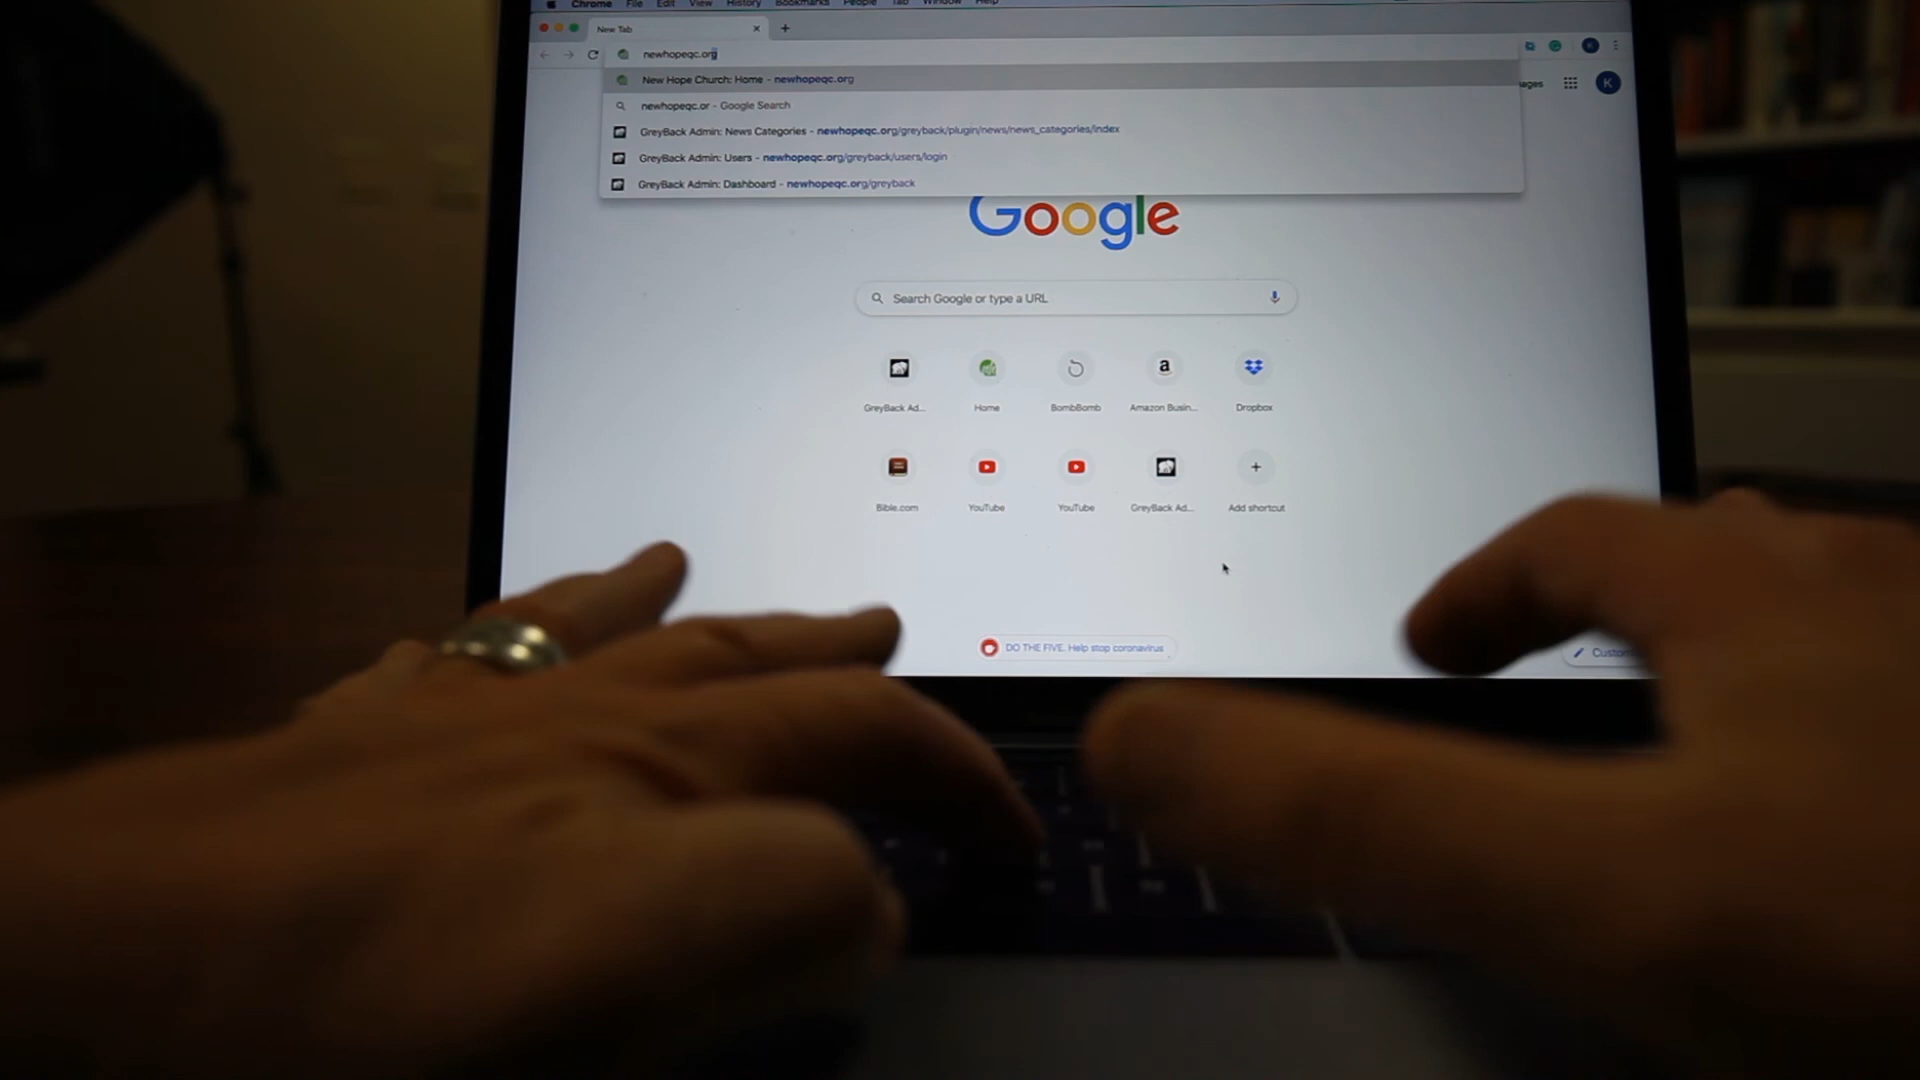 Chrome File Edit View History Bookmarks People Tab Window Help
New Tab
newhopeqc.org
New Hope Church: Home - newhopeqc.org
newhopeqc.or - Google Search
GreyBack Admin: News Categories - newhopeqc.org/greyback/plugin/news/news_categories/index
GreyBack Admin: Users - newhopeqc.org/greyback/users/login
GreyBack Admin: Dashboard - newhopeqc.org/greyback
ages
K
Google
Search Google or type a URL
GreyBack Ad... Home BombBomb Amazon Busin... Dropbox
Bible.com YouTube YouTube GreyBack Ad... Add shortcut
DO THE FIVE. Help stop coronavirus
Custom